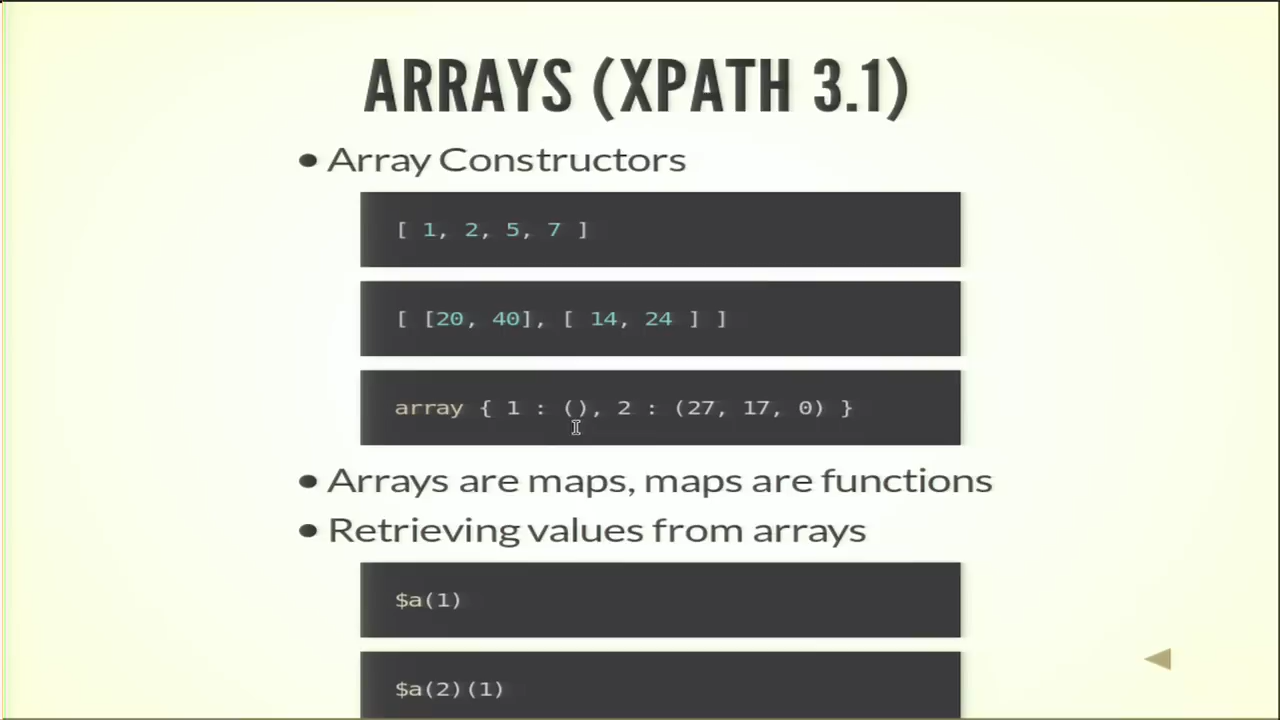 ARRAYS (XPATH 3.1)
• Array Constructors
[ 1, 2, 5, 7 ]
[ [20, 40], [ 14, 24 ] ]
array { 1 : (), 2 : (27, 17, 0) }
• Arrays are maps, maps are functions
• Retrieving values from arrays
$a(1)
$a(2)(1)